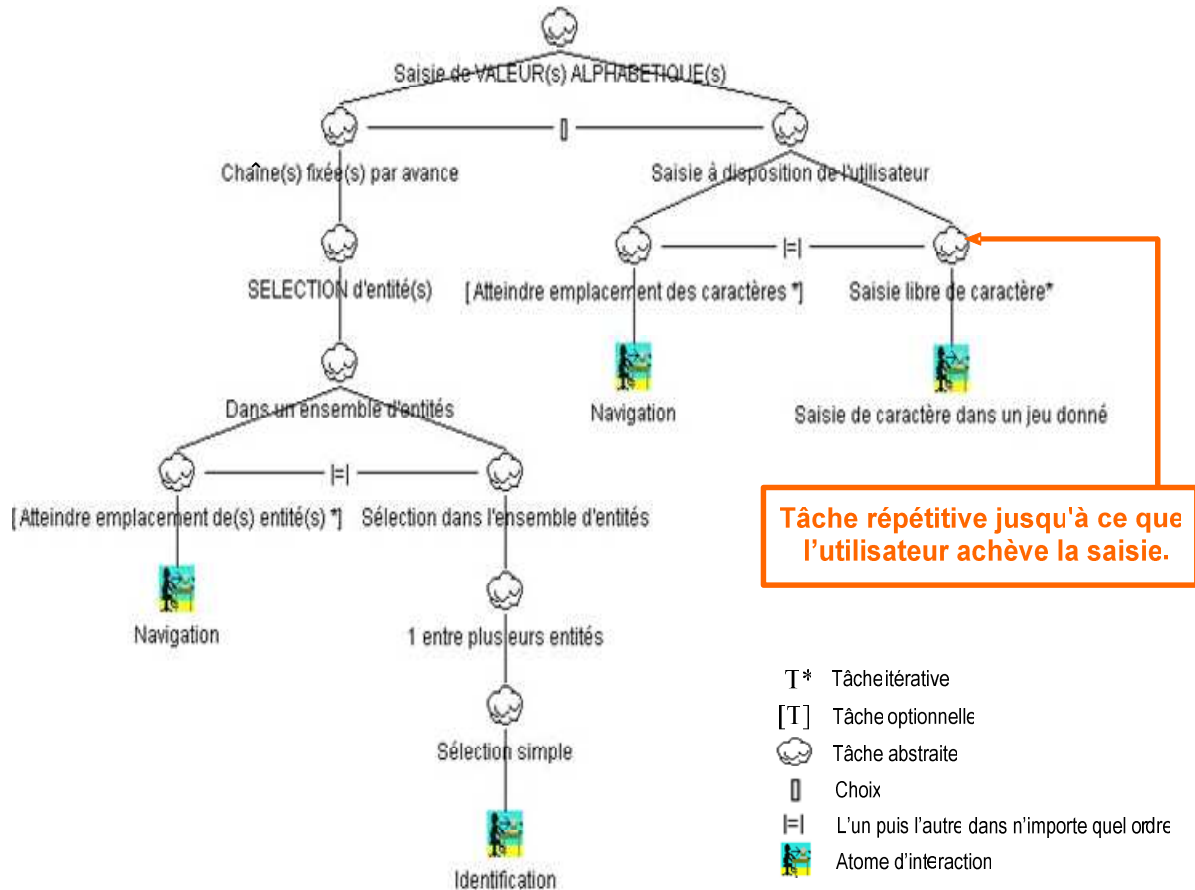 Saisie de VALEUR(s) ALPHABETIQUE(s)
Chaîne(s) fixée(s) par avance
Saisie à disposition de l'utilisateur
SELECTION d'entité(s)
[Atteindre emplacement des caractères *]
Saisie libre de caractère*
Dans un ensemble d'entités
Navigation
Saisie de caractère dans un jeu donné
[Atteindre emplacement de(s) entité(s) *]
Sélection dans l'ensemble d'entités
Tâche répétitive jusqu'à ce que
l'utilisateur achève la saisie.
Navigation
1 entre plusieurs entités
Sélection simple
Identification
T* Tâche itérative
[T] Tâche optionnelle
Tâche abstraite
[] Choix
|=| L'un puis l'autre dans n'importe quel ordre
Atome d'interaction